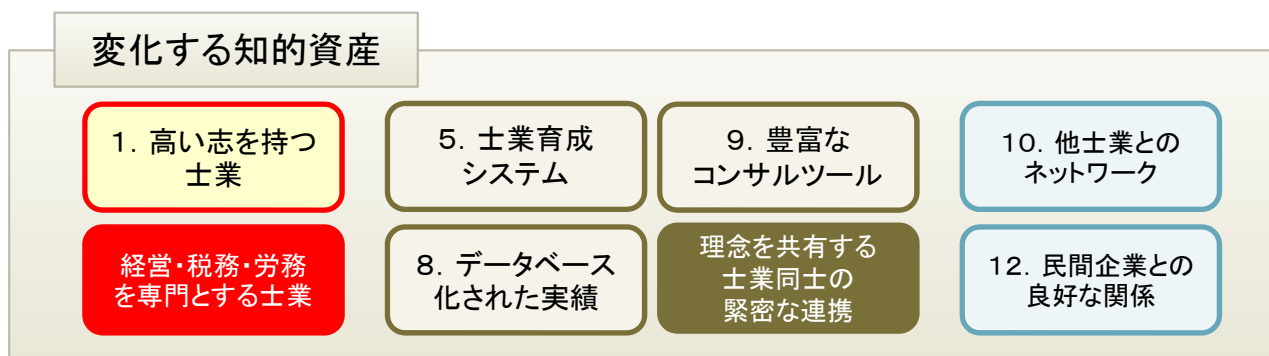 変化する知的資産
1．高い志を持つ
士業
5．士業育成
システム
9．豊富な
コンサルツール
10．他士業との
ネットワーク
経営・税務・労務
を専門とする士業
8．データベース
化された実績
理念を共有する
士業同士の
緊密な連携
12．民間企業との
良好な関係